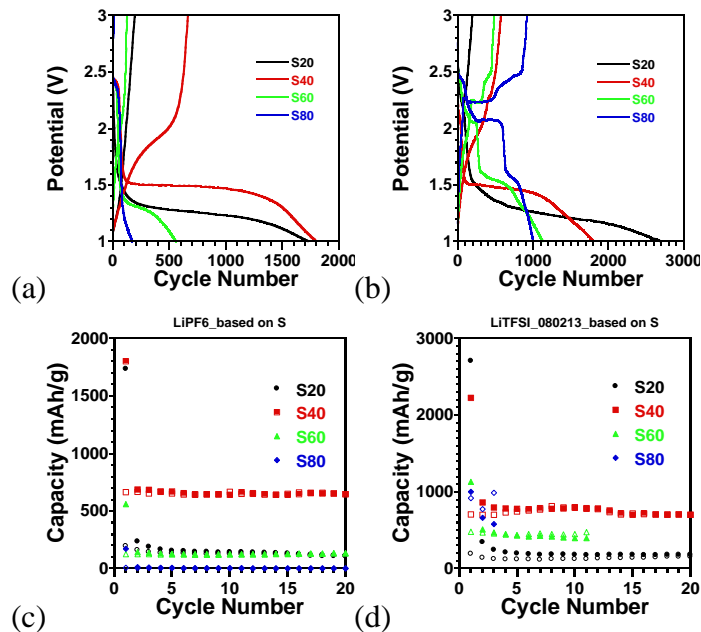 3
2.5
2
1.5
1
Potential (V)
S20
S40
S60
S80
0 500 1000 1500 2000
Cycle Number
(a)
3
2.5
2
1.5
1
Potential (V)
S20
S40
S60
S80
0 1000 2000 3000
Cycle Number
(b)
LiPF6_based on S
2000
1500
1000
500
0
Capacity (mAh/g)
S20
S40
S60
S80
0 5 10 15 20
Cycle Number
(c)
LiTFSI_080213_based on S
3000
2000
1000
0
Capacity (mAh/g)
S20
S40
S60
S80
0 5 10 15 20
Cycle Number
(d)